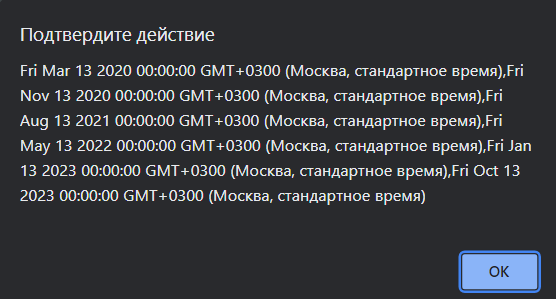 Подтвердите действие
Fri Mar 13 2020 00:00:00 GMT+0300 (Москва, стандартное время),Fri
Nov 13 2020 00:00:00 GMT+0300 (Москва, стандартное время),Fri
Aug 13 2021 00:00:00 GMT+0300 (Москва, стандартное время),Fri
May 13 2022 00:00:00 GMT+0300 (Москва, стандартное время),Fri Jan
13 2023 00:00:00 GMT+0300 (Москва, стандартное время),Fri Oct 13
2023 00:00:00 GMT+0300 (Москва, стандартное время)
ОК